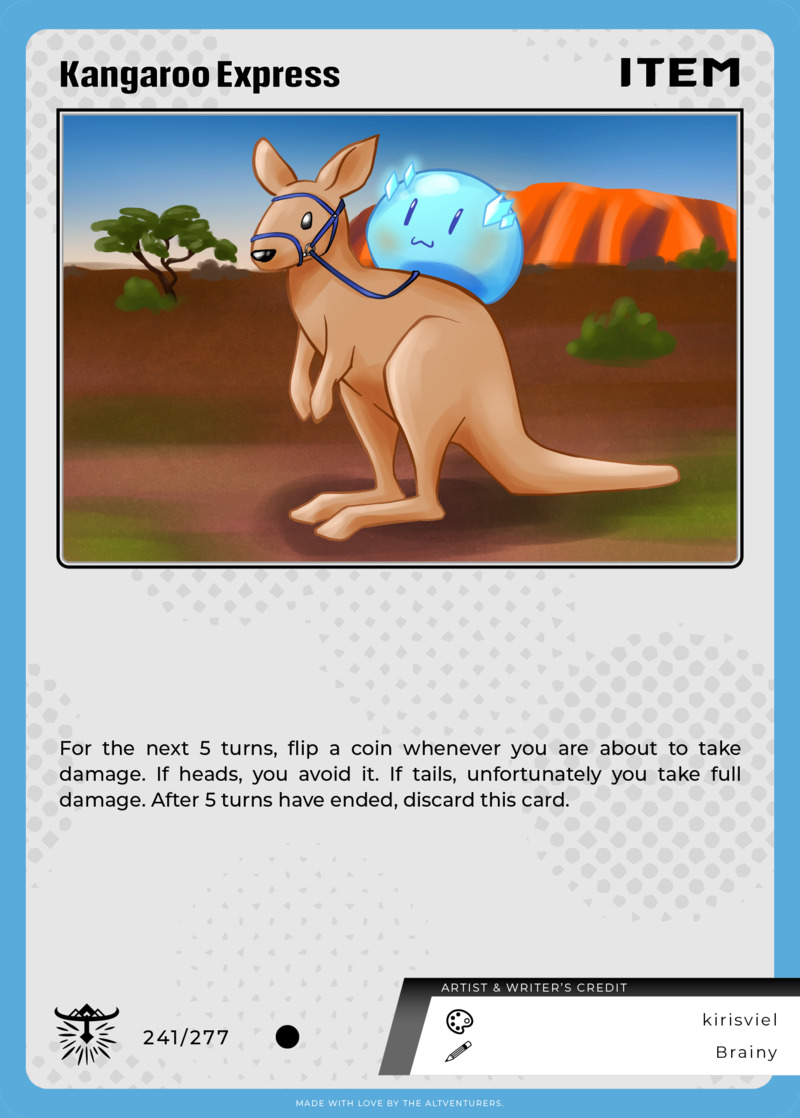 Kangaroo Express
ITEM
For the next 5 turns, flip a coin whenever you are about to take
damage. If heads, you avoid it. If tails, unfortunately you take full
damage. After 5 turns have ended, discard this card.
ARTIST & WRITER'S CREDIT
kirisviel
241/277
Brainy
MADE WITH LOVE BY THE ALTVENTURERS.